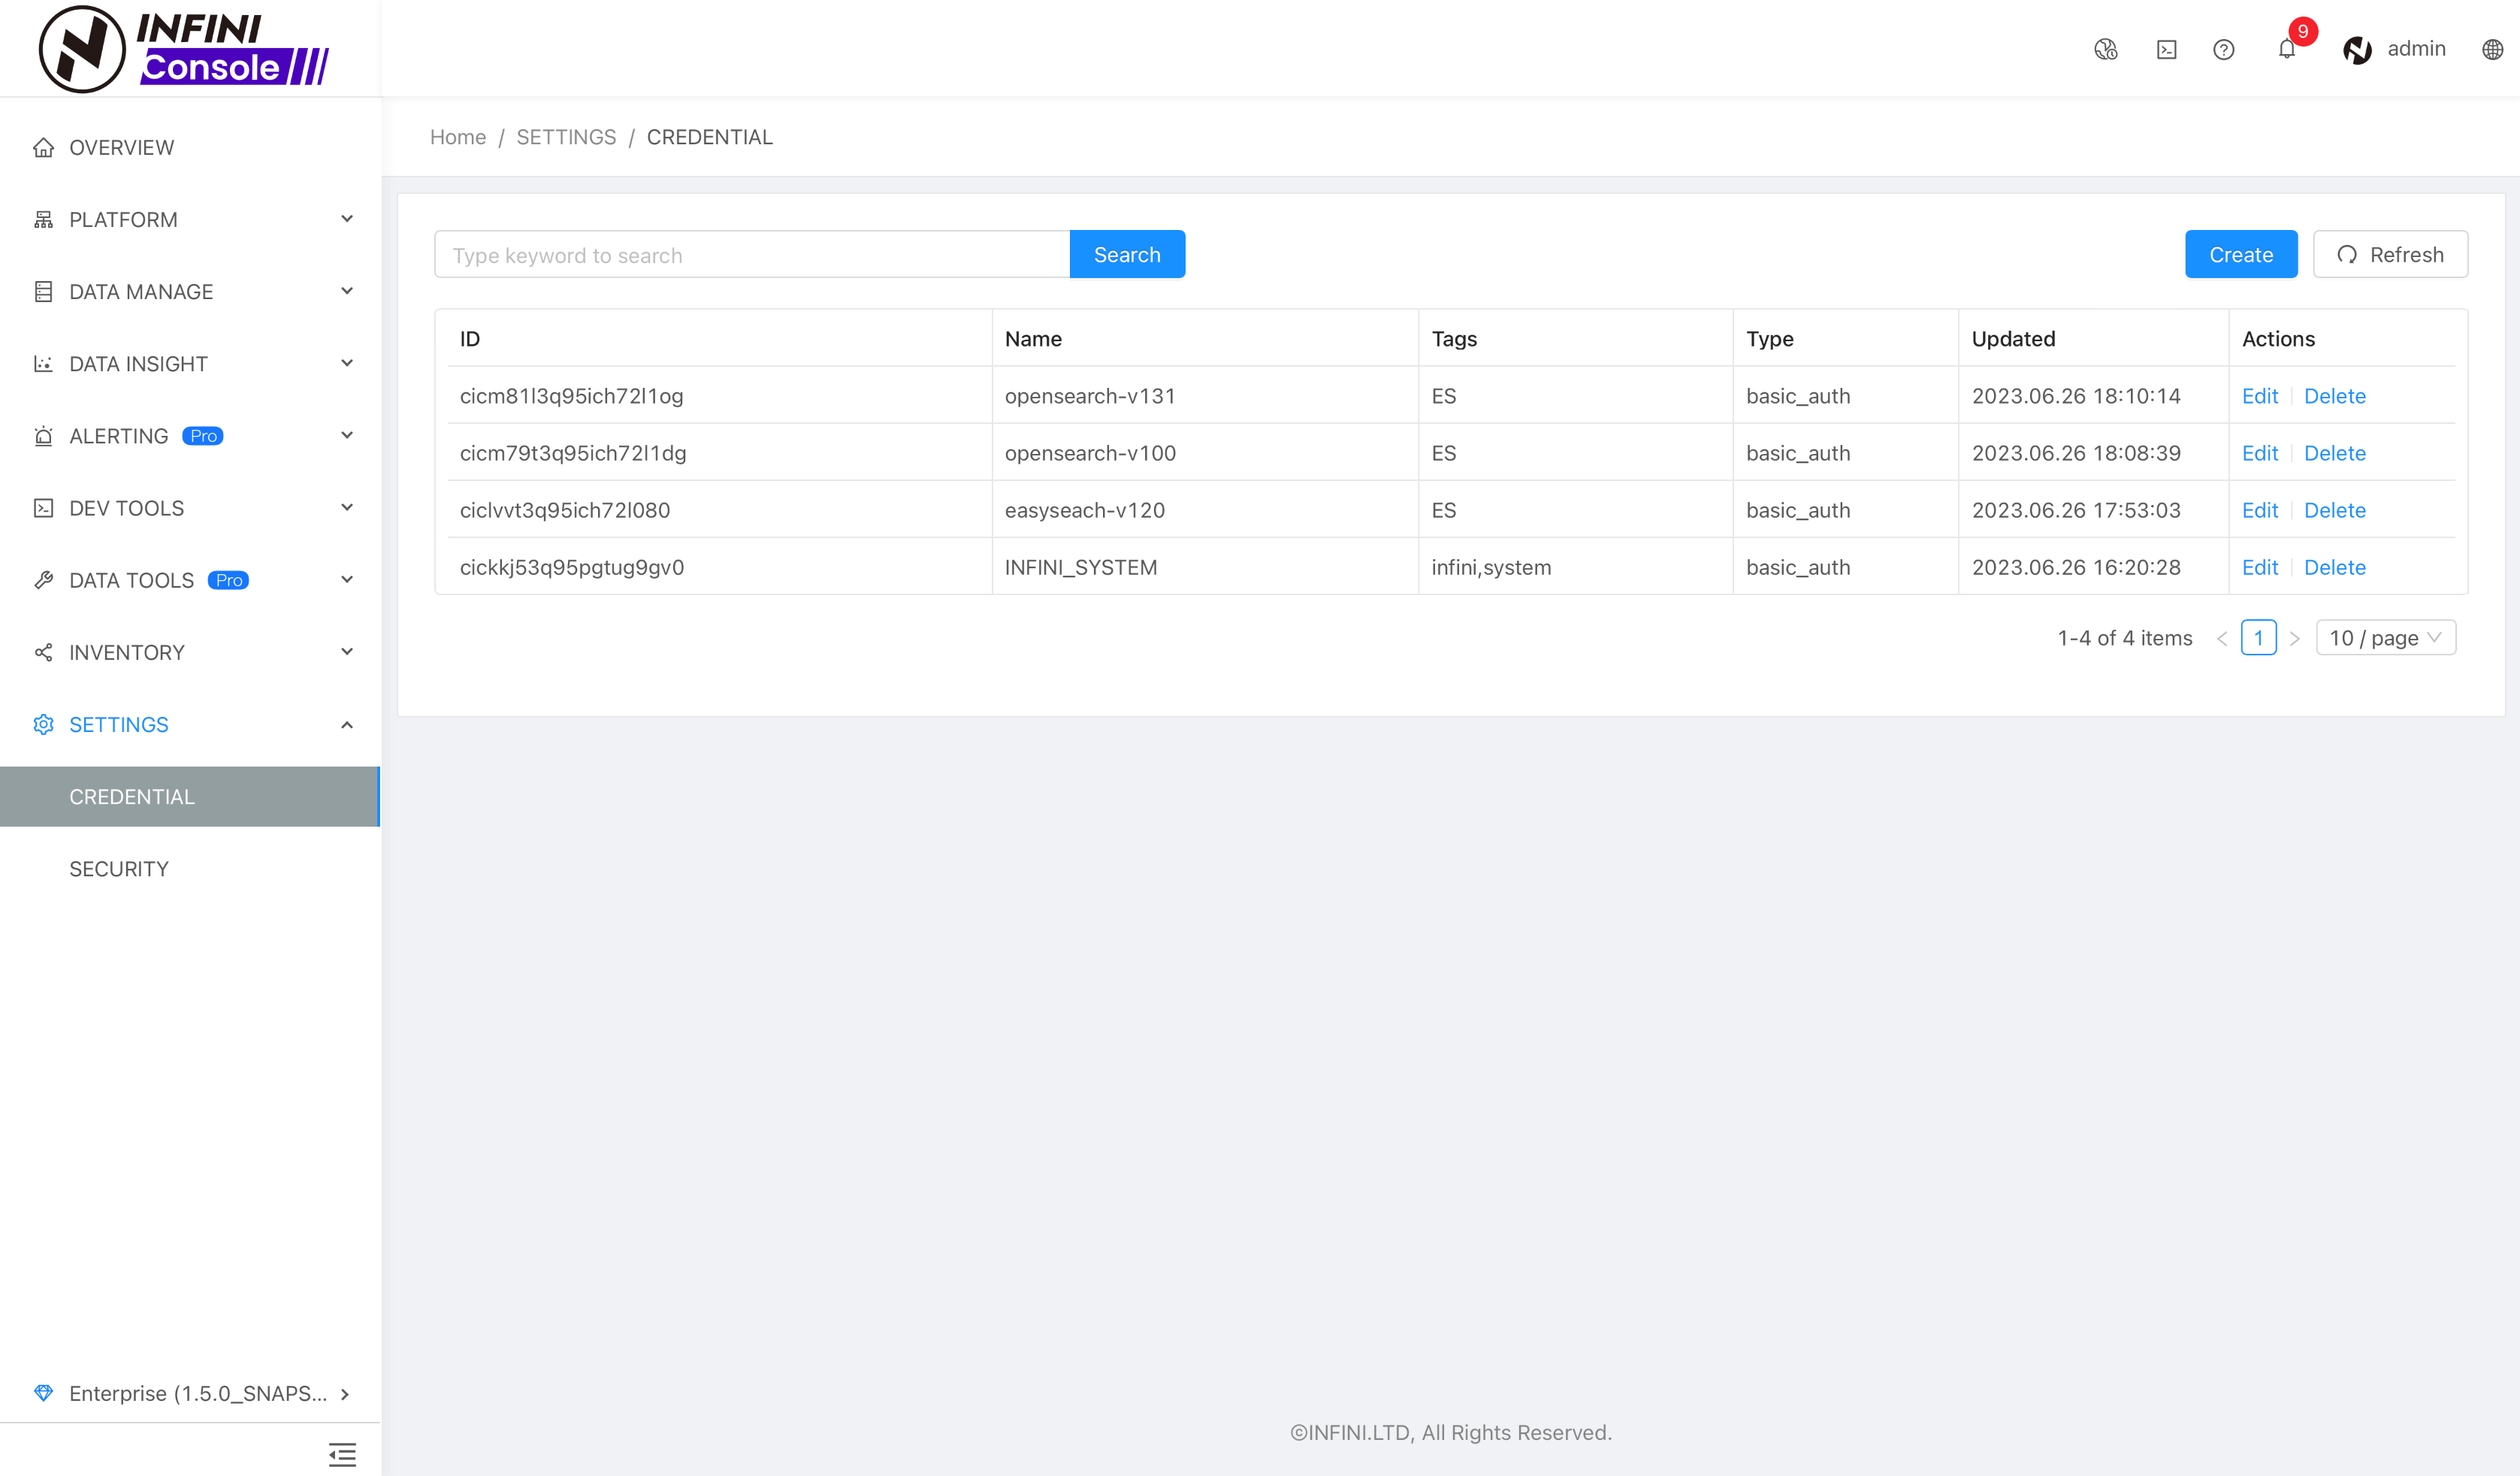 INFINI
Console
9
admin
OVERVIEW
PLATFORM
DATA MANAGE
DATA INSIGHT
ALERTING Pro
DEV TOOLS
DATA TOOLS Pro
INVENTORY
SETTINGS
CREDENTIAL
SECURITY
Enterprise (1.5.0_SNAPS...
Home / SETTINGS / CREDENTIAL
Type keyword to search Search Create Refresh
ID Name Tags Type Updated Actions
cicm81l3q95ich72l1og opensearch-v131 ES basic_auth 2023.06.26 18:10:14 Edit Delete
cicm79t3q95ich72l1dg opensearch-v100 ES basic_auth 2023.06.26 18:08:39 Edit Delete
ciclvvt3q95ich72l080 easyseach-v120 ES basic_auth 2023.06.26 17:53:03 Edit Delete
cickkj53q95pgtug9gv0 INFINI_SYSTEM infini,system basic_auth 2023.06.26 16:20:28 Edit Delete
1-4 of 4 items < 1 > 10 / page
©INFINI.LTD, All Rights Reserved.